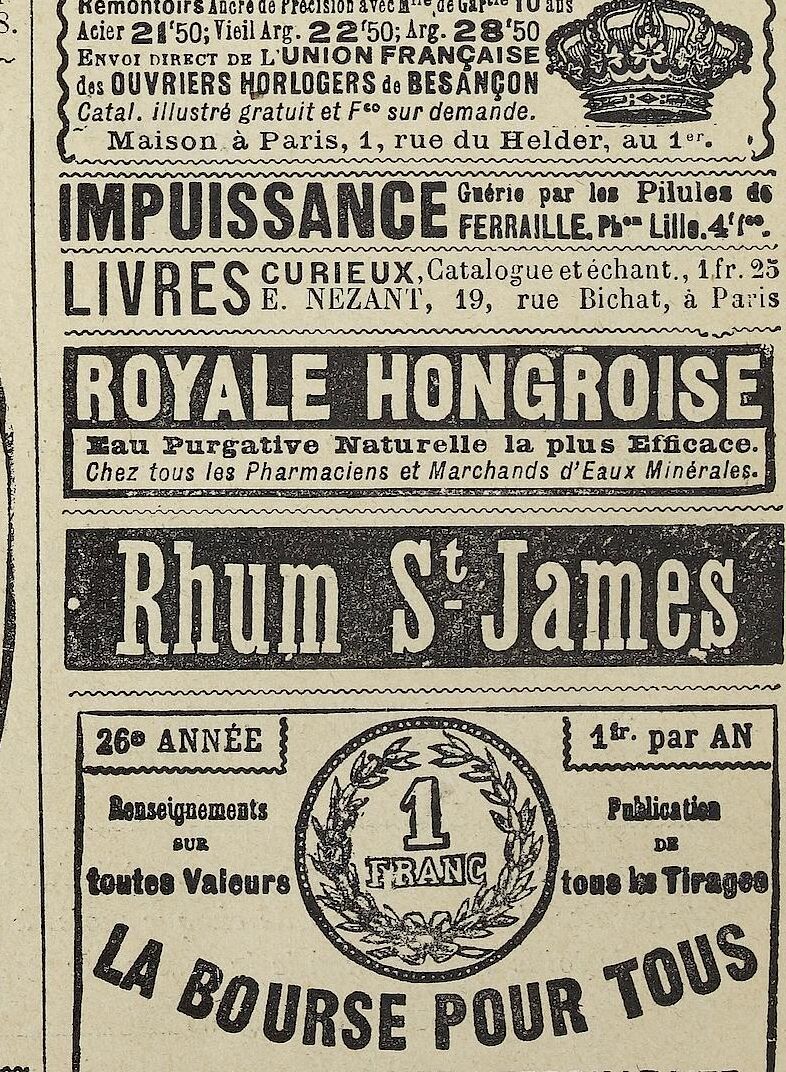 8.
Remontoirs Ancre de Précision avec Mlle de Gartie 10 ans
Acier 21f50; Vieil Arg. 22f50; Arg. 28f50
ENVOI DIRECT DE L'UNION FRANÇAISE
des OUVRIERS HORLOGERS de BESANÇON
Catal. illustré gratuit et Fco sur demande.
Maison à Paris, 1, rue du Helder, au 1er.
IMPUISSANCE Guérie par les Pilules de
FERRAILLE. Phen Lille. 4f fco.
LIVRES CURIEUX, Catalogue et échant., 1 fr. 25
E. NEZANT, 19, rue Bichat, à Paris
ROYALE HONGROISE
Eau Purgative Naturelle la plus Efficace.
Chez tous les Pharmaciens et Marchands d'Eaux Minérales.
Rhum St-James
26e ANNÉE
1fr. par AN
Renseignements
SUR
toutes Valeurs
1
FRANC
Publication
DE
tous les Tirages
LA BOURSE POUR TOUS